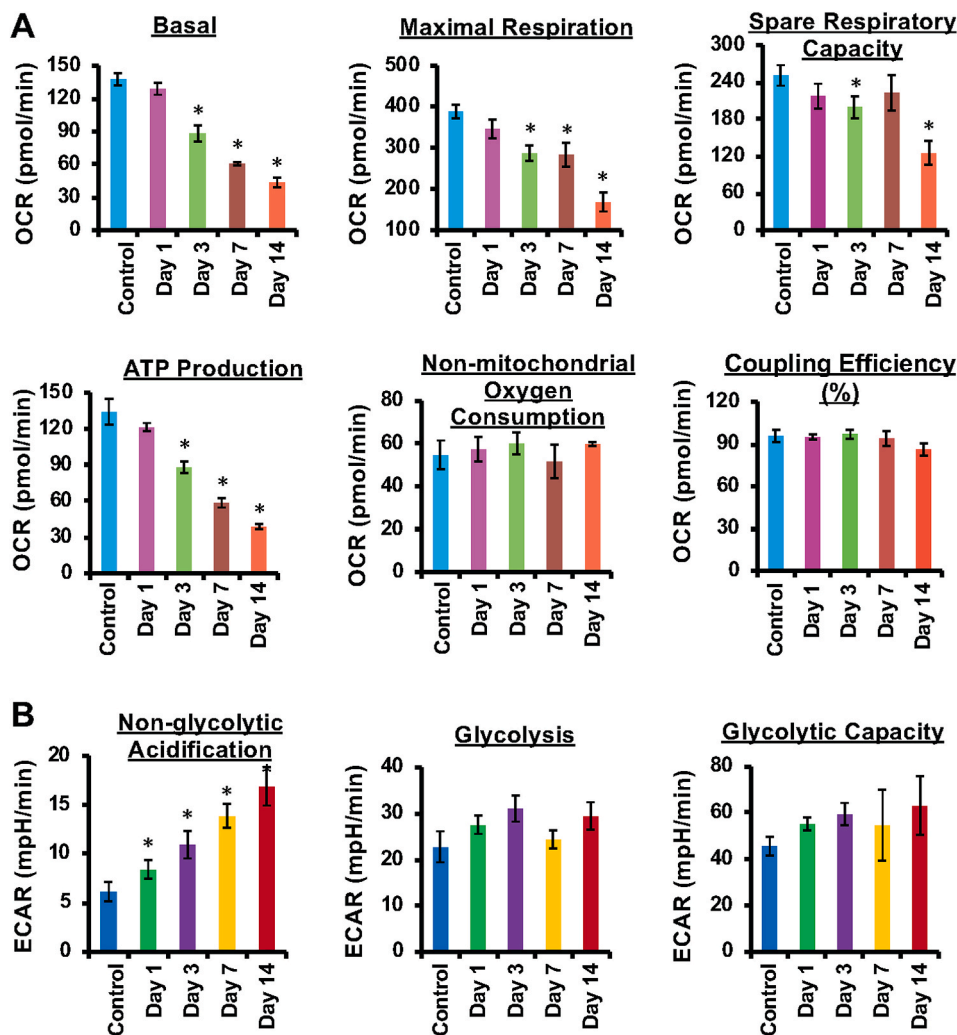 A
Basal
OCR (pmol/min)
150
120
90
60
30
0
*
*
*
Control
Day 1
Day 3
Day 7
Day 14
Maximal Respiration
OCR (pmol/min)
500
400
300
200
100
*
*
*
Control
Day 1
Day 3
Day 7
Day 14
Spare Respiratory
Capacity
OCR (pmol/min)
300
240
180
120
60
0
*
*
Control
Day 1
Day 3
Day 7
Day 14
ATP Production
OCR (pmol/min)
150
120
90
60
30
0
*
*
*
Control
Day 1
Day 3
Day 7
Day 14
Non-mitochondrial
Oxygen
Consumption
OCR (pmol/min)
80
60
40
20
0
Control
Day 1
Day 3
Day 7
Day 14
Coupling Efficiency
(%)
OCR (pmol/min)
120
90
60
30
0
Control
Day 1
Day 3
Day 7
Day 14
B
Non-glycolytic
Acidification
ECAR (mpH/min)
20
15
10
5
0
*
*
*
*
Control
Day 1
Day 3
Day 7
Day 14
Glycolysis
ECAR (mpH/min)
40
30
20
10
0
Control
Day 1
Day 3
Day 7
Day 14
Glycolytic Capacity
ECAR (mpH/min)
80
60
40
20
0
Control
Day 1
Day 3
Day 7
Day 14